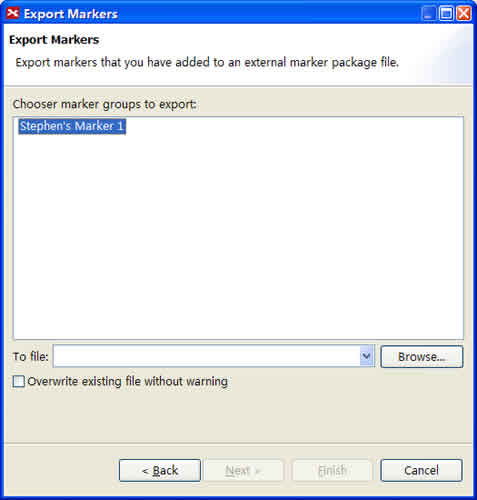 Export Markers
Export Markers
Export markers that you have added to an external marker package file.
Chooser marker groups to export:
Stephen's Marker 1
To file:
Browse...
Overwrite existing file without warning
< Back
Next >
Finish
Cancel